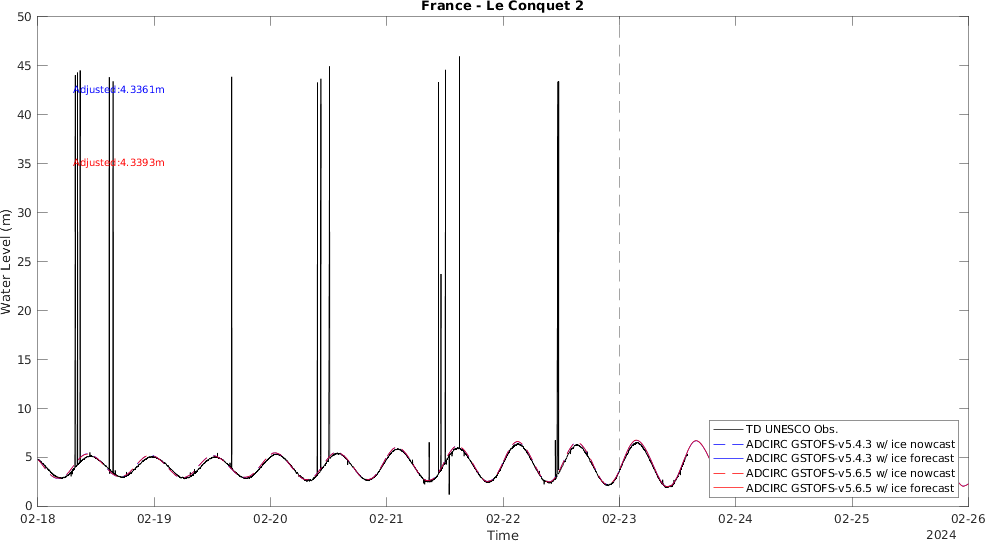 France - Le Conquet 2
50
45
40
35
30
25
20
15
10
5
0
Water Level (m)
Adjusted:4.3361m
Adjusted:4.3393m
TD UNESCO Obs.
ADCIRC GSTOFS-v5.4.3 w/ ice nowcast
ADCIRC GSTOFS-v5.4.3 w/ ice forecast
ADCIRC GSTOFS-v5.6.5 w/ ice nowcast
ADCIRC GSTOFS-v5.6.5 w/ ice forecast
02-18 02-19 02-20 02-21 02-22 02-23 02-24 02-25 02-26
Time
2024